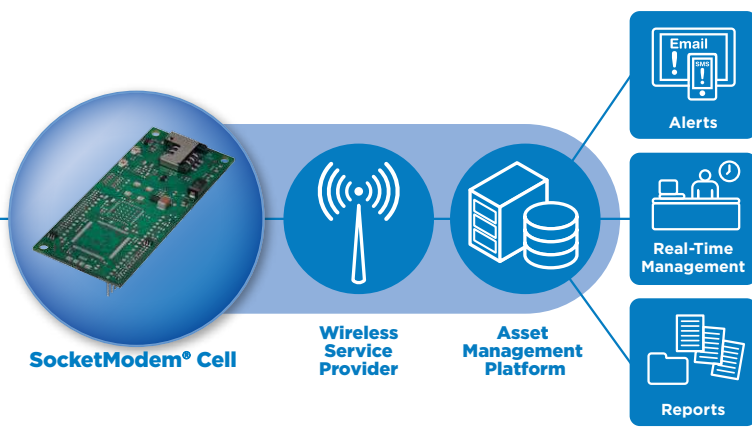 Email
SMS
Alerts
SocketModem® Cell
Wireless
Service
Provider
Asset
Management
Platform
Real-Time
Management
Reports